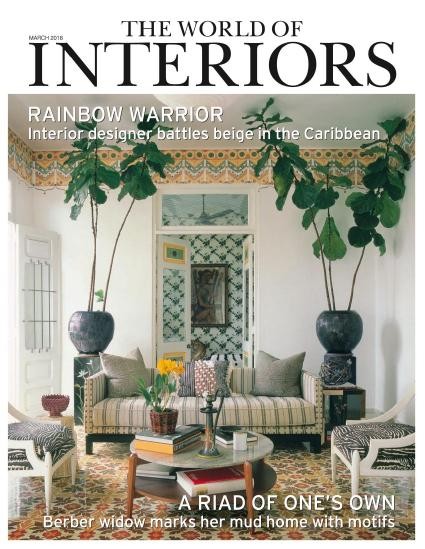 THE WORLD OF
MARCH 2018
INTERIORS
RAINBOW WARRIOR
Interior designer battles beige in the Caribbean
A RIAD OF ONE'S OWN
Berber widow marks her mud home with motifs